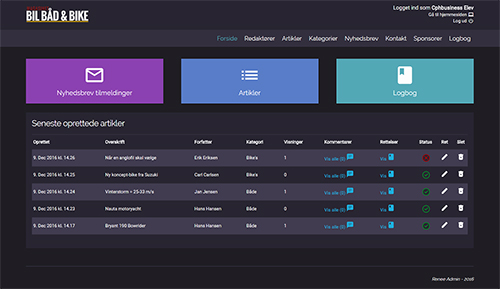 BIL BÅD & BIKE
Logget ind som Cphbusiness Elev
Gå til hjemmesiden
Log ud
Forside Redaktører Artikler Kategorier Nyhedsbrev Kontakt Sponsorer Logbog
Nyhedsbrev tilmeldinger
Artikler
Logbog
Seneste oprettede artikler
Oprettet Overskrift Forfatter Kategori Visninger Kommentarer Rettelser Status Ret Slet
9. Dec 2016 kl. 14.26 Når en anglofil skal vælge Erik Eriksen Bike's 1 Vis alle (0) Vis
9. Dec 2016 kl. 14.25 Ny koncept-bike fra Suzuki Carl Carlsen Bike's 0 Vis alle (0) Vis
9. Dec 2016 kl. 14.24 Vinterstorm = 25-33 m/s Jan Jensen Både 1 Vis alle (0) Vis
9. Dec 2016 kl. 14.23 Nauta motoryacht Hans Hansen Både 0 Vis alle (0) Vis
9. Dec 2016 kl. 14.17 Bryant 190 Bowrider Hans Hansen Både 1 Vis alle (0) Vis
Renee Admin - 2016